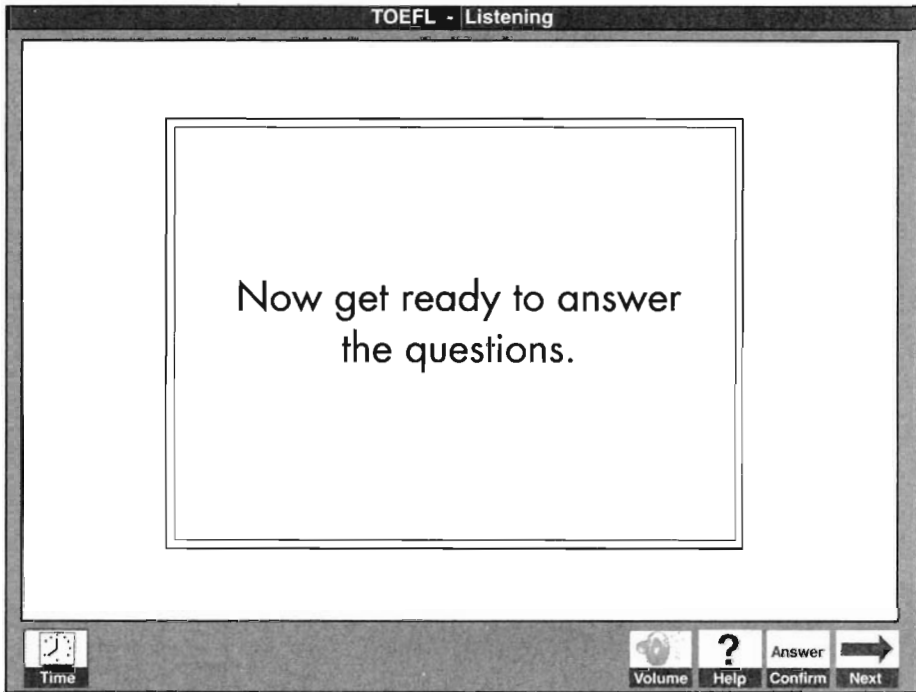 TOEFL - Listening
Now get ready to answer
the questions.
Time
Volume
?
Help
Answer
Confirm
Next